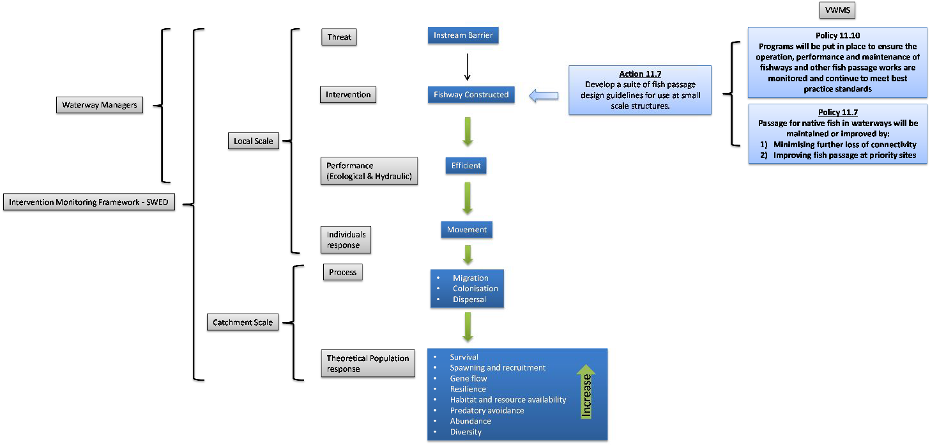 VWMS
Threat
Instream Barrier
Policy 11.10
Programs will be put in place to ensure the
operation, performance and maintenance of
fishways and other fish passage works are
monitored and continue to meet best
practice standards
Waterway Managers
Intervention
Fishway Constructed
Action 11.7
Develop a suite of fish passage
design guidelines for use at small
scale structures.
Policy 11.7
Passage for native fish in waterways will be
maintained or improved by:
1) Minimising further loss of connectivity
2) Improving fish passage at priority sites
Local Scale
Performance
(Ecological & Hydraulic)
Efficient
Intervention Monitoring Framework - SWED
Individuals
response
Movement
Process
• Migration
• Colonisation
• Dispersal
Catchment Scale
Theoretical Population
response
• Survival
• Spawning and recruitment
• Gene flow
• Resilience
• Habitat and resource availability
• Predatory avoidance
• Abundance
• Diversity
Increase